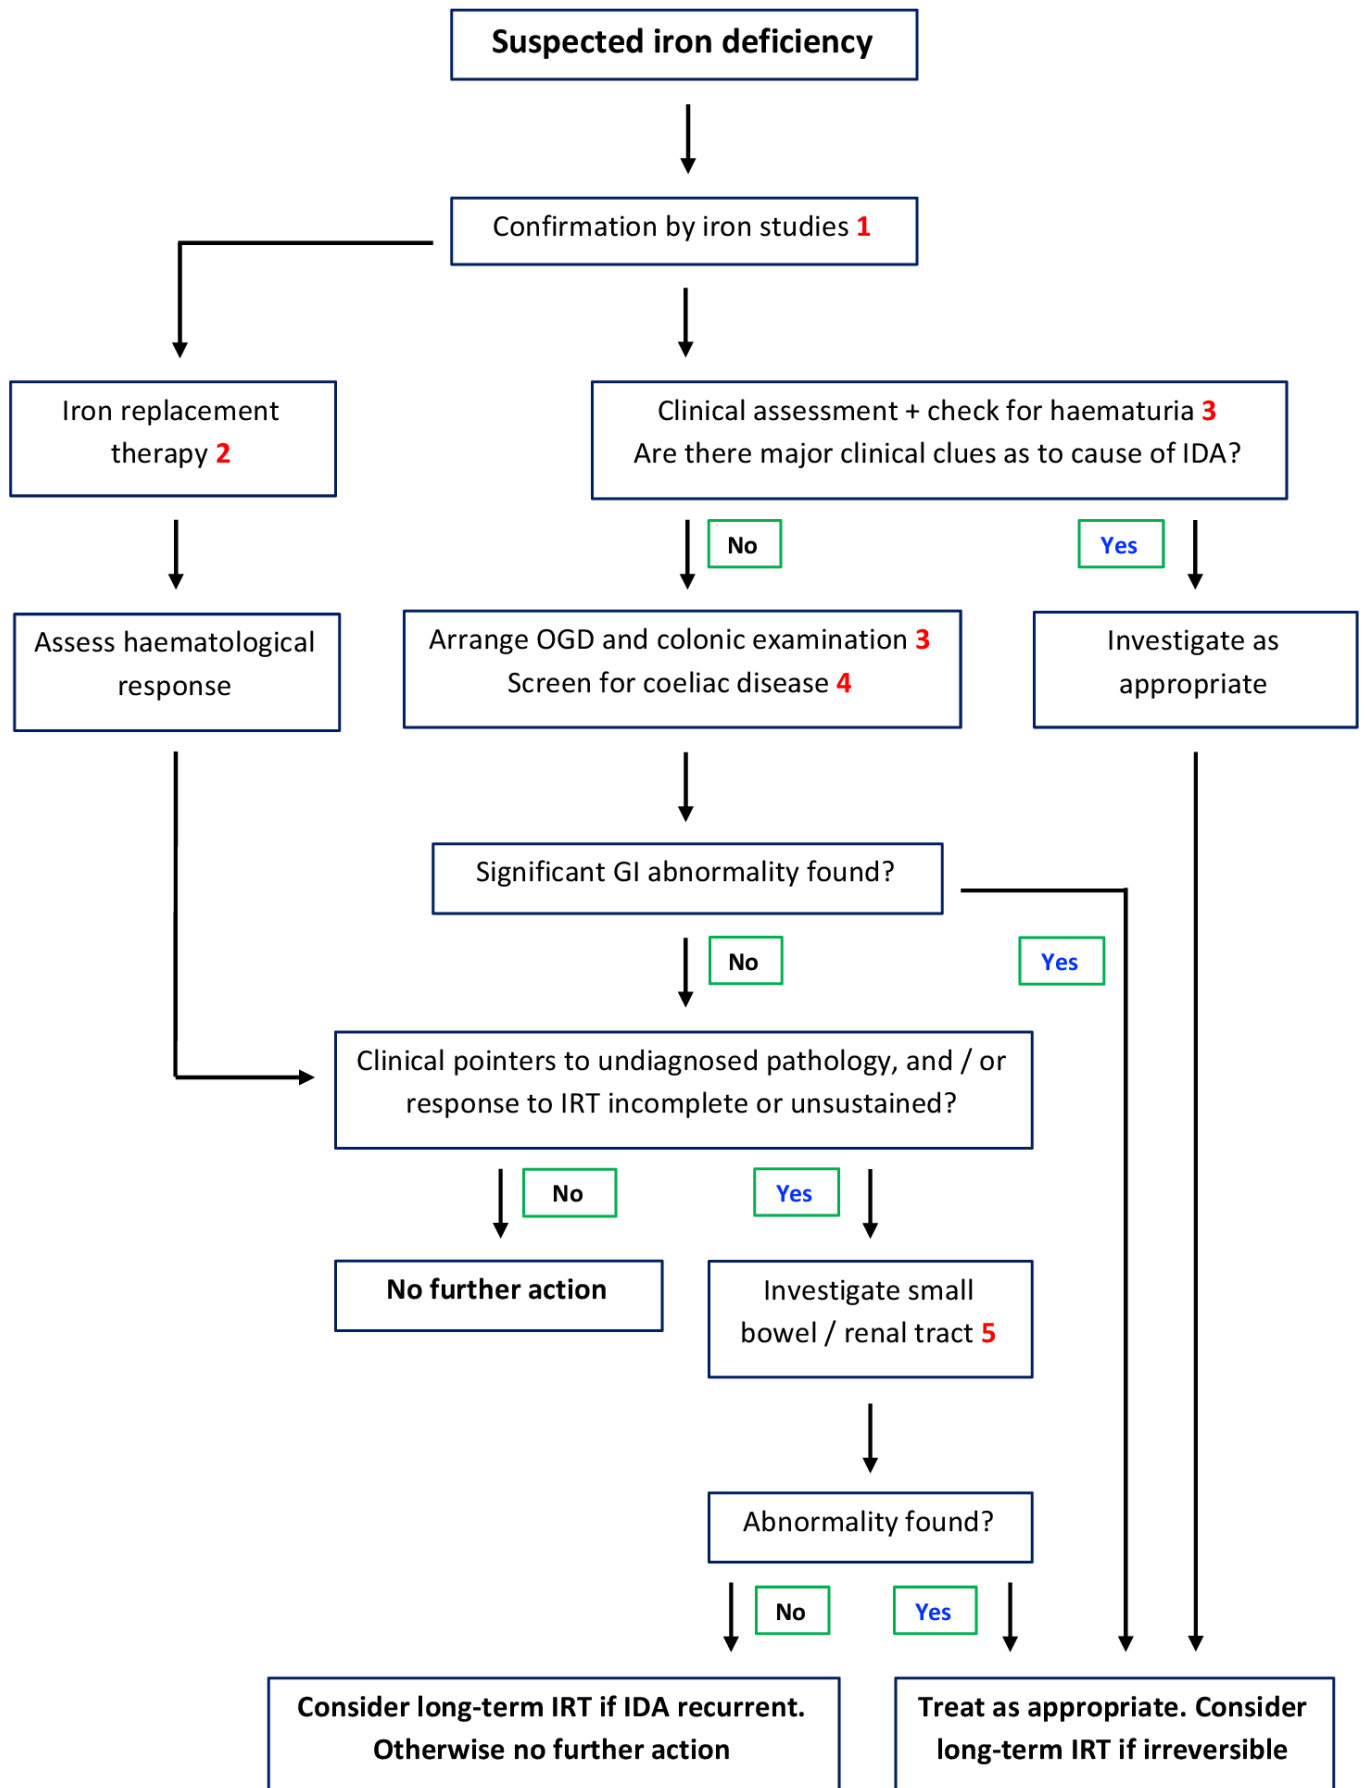 Suspected iron deficiency
Confirmation by iron studies 1
Iron replacement
therapy 2
Clinical assessment + check for haematuria 3
Are there major clinical clues as to cause of IDA?
No
Yes
Assess haematological
response
Arrange OGD and colonic examination 3
Screen for coeliac disease 4
Investigate as
appropriate
Significant GI abnormality found?
No
Yes
Clinical pointers to undiagnosed pathology, and / or
response to IRT incomplete or unsustained?
No
Yes
No further action
Investigate small
bowel / renal tract 5
Abnormality found?
No
Yes
Consider long-term IRT if IDA recurrent.
Otherwise no further action
Treat as appropriate. Consider
long-term IRT if irreversible